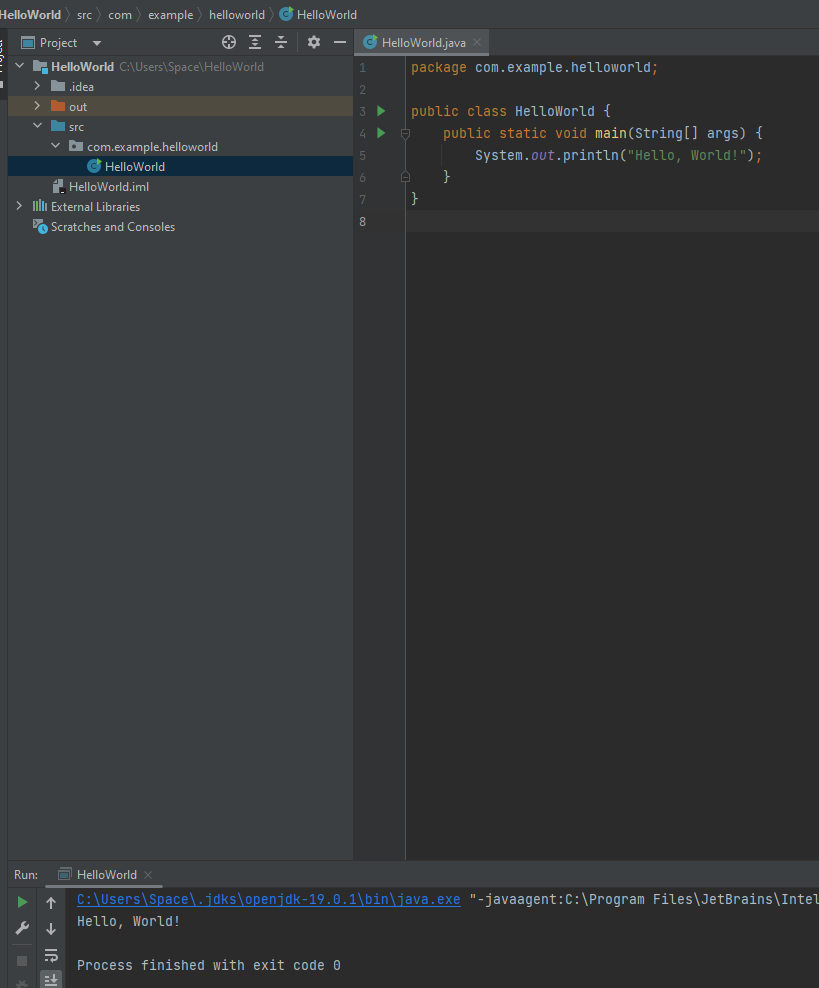 HelloWorld src com example helloworld HelloWorld
Project
HelloWorld.java
HelloWorld C:\Users\Space\HelloWorld
.idea
out
src
com.example.helloworld
HelloWorld
HelloWorld.iml
External Libraries
Scratches and Consoles
1 package com.example.helloworld;
2
3 public class HelloWorld {
4 public static void main(String[] args) {
5 System.out.println("Hello, World!");
6 }
7 }
8
Run: HelloWorld
C:\Users\Space\.jdks\openjdk-19.0.1\bin\java.exe "-javaagent:C:\Program Files\JetBrains\Intel
Hello, World!
Process finished with exit code 0